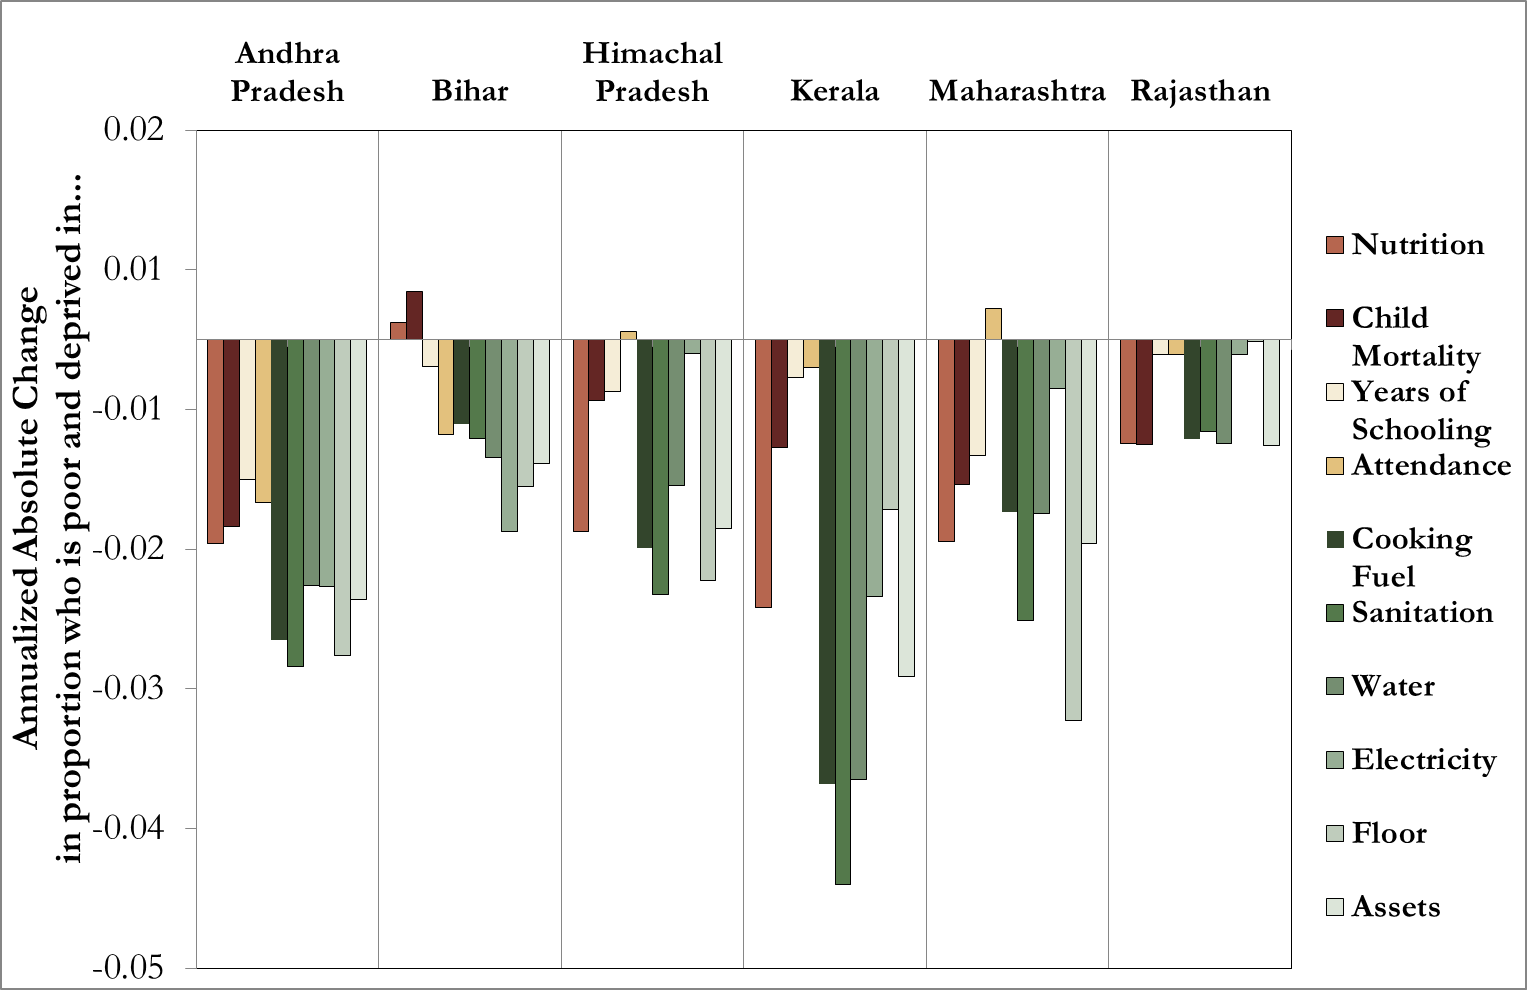 Andhra
Pradesh
Bihar
Himachal
Pradesh
Kerala
Maharashtra
Rajasthan
0.02
0.01
-0.01
-0.02
-0.03
-0.04
-0.05
Annualized Absolute Change
in proportion who is poor and deprived in...
Nutrition
Child
Mortality
Years of
Schooling
Attendance
Cooking
Fuel
Sanitation
Water
Electricity
Floor
Assets